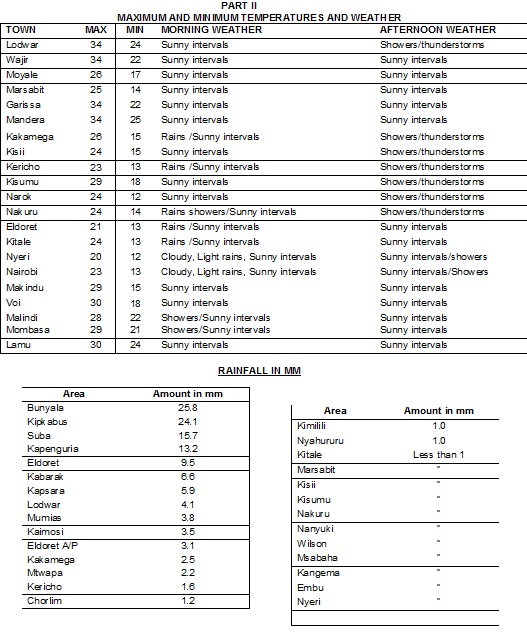 PART II
MAXIMUM AND MINIMUM TEMPERATURES AND WEATHER
TOWN MAX MIN MORNING WEATHER AFTERNOON WEATHER
Lodwar 34 24 Sunny intervals Showers/thunderstorms
Wajir 34 22 Sunny intervals Sunny intervals
Moyale 26 17 Sunny intervals Sunny intervals
Marsabit 25 14 Sunny intervals Sunny intervals
Garissa 34 22 Sunny intervals Sunny intervals
Mandera 34 25 Sunny intervals Sunny intervals
Kakamega 26 15 Rains /Sunny intervals Showers/thunderstorms
Kisii 24 15 Sunny intervals Showers/thunderstorms
Kericho 23 13 Rains /Sunny intervals Showers/thunderstorms
Kisumu 29 18 Sunny intervals Showers/thunderstorms
Narok 24 12 Sunny intervals Showers/thunderstorms
Nakuru 24 14 Rains showers/Sunny intervals Showers/thunderstorms
Eldoret 21 13 Rains /Sunny intervals Sunny intervals
Kitale 24 13 Rains /Sunny intervals Sunny intervals
Nyeri 20 12 Cloudy, Light rains, Sunny intervals Sunny intervals/showers
Nairobi 23 13 Cloudy, Light rains, Sunny intervals Sunny intervals/Showers
Makindu 29 15 Sunny intervals Sunny intervals
Voi 30 18 Sunny intervals Sunny intervals
Malindi 28 22 Showers/Sunny intervals Sunny intervals
Mombasa 29 21 Showers/Sunny intervals Sunny intervals
Lamu 30 24 Sunny intervals Sunny intervals
RAINFALL IN MM
Area Amount in mm
Bunyala 25.8
Kipkabus 24.1
Suba 15.7
Kapenguria 13.2
Eldoret 9.5
Kabarak 6.6
Kapsara 5.9
Lodwar 4.1
Mumias 3.8
Kaimosi 3.5
Eldoret A/P 3.1
Kakamega 2.5
Mtwapa 2.2
Kericho 1.6
Chorlim 1.2
Area Amount in mm
Kimilili 1.0
Nyahururu 1.0
Kitale Less than 1
Marsabit "
Kisii "
Kisumu "
Nakuru "
Nanyuki "
Wilson "
Msabaha "
Kangema "
Embu "
Nyeri "